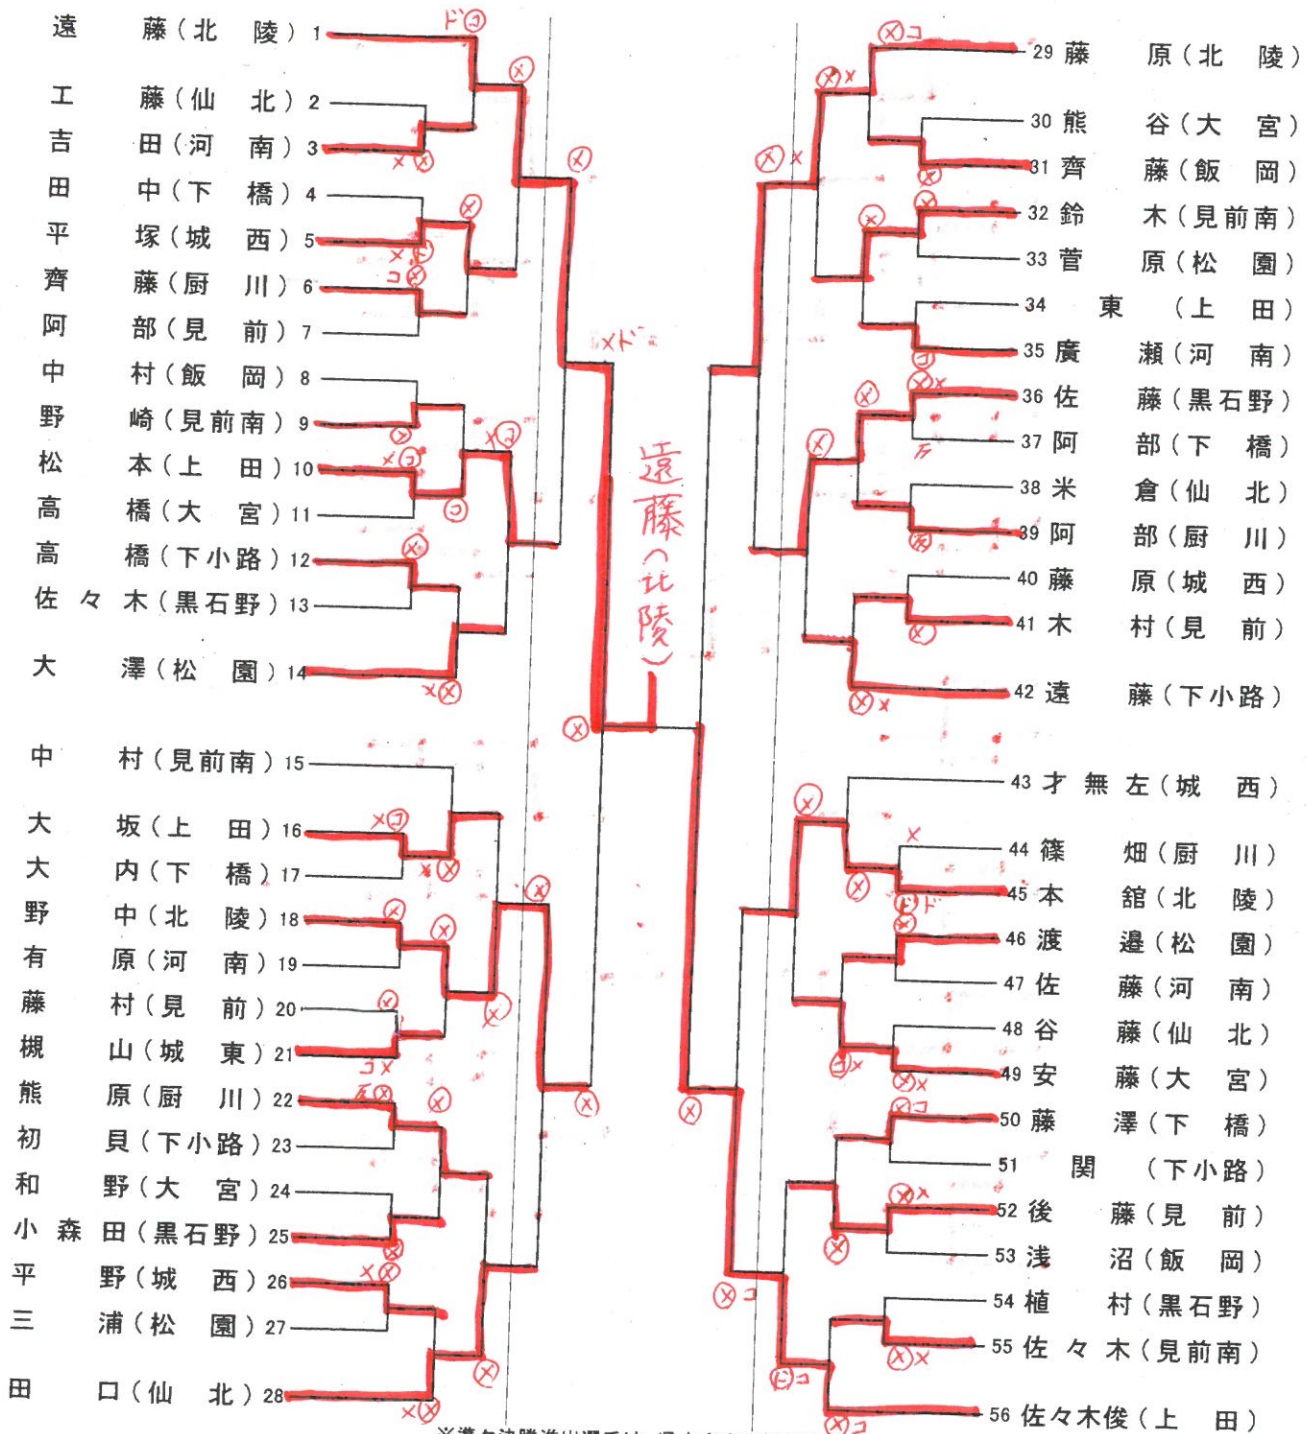 遠藤(北陵) 1
工藤(仙北) 2
吉田(河南) 3
田中(下橋) 4
平塚(城西) 5
齊藤(厨川) 6
阿部(見前) 7
中村(飯岡) 8
野崎(見前南) 9
松本(上田) 10
高橋(大宮) 11
高橋(下小路) 12
佐々木(黒石野) 13
大澤(松園) 14
中村(見前南) 15
大坂(上田) 16
大内(下橋) 17
野中(北陵) 18
有原(河南) 19
藤村(見前) 20
槻山(城東) 21
熊原(厨川) 22
初貝(下小路) 23
和野(大宮) 24
小森田(黒石野) 25
平野(城西) 26
三浦(松園) 27
田口(仙北) 28
遠藤(北陵)
29 藤原(北陵)
30 熊谷(大宮)
31 齊藤(飯岡)
32 鈴木(見前南)
33 菅原(松園)
34 東(上田)
35 廣瀬(河南)
36 佐藤(黒石野)
37 阿部(下橋)
38 米倉(仙北)
39 阿部(厨川)
40 藤原(城西)
41 木村(見前)
42 遠藤(下小路)
43 才無左(城西)
44 篠畑(厨川)
45 本舘(北陵)
46 渡邉(松園)
47 佐藤(河南)
48 谷藤(仙北)
49 安藤(大宮)
50 藤澤(下橋)
51 関(下小路)
52 後藤(見前)
53 浅沼(飯岡)
54 植村(黒石野)
55 佐々木(見前南)
56 佐々木俊(上田)